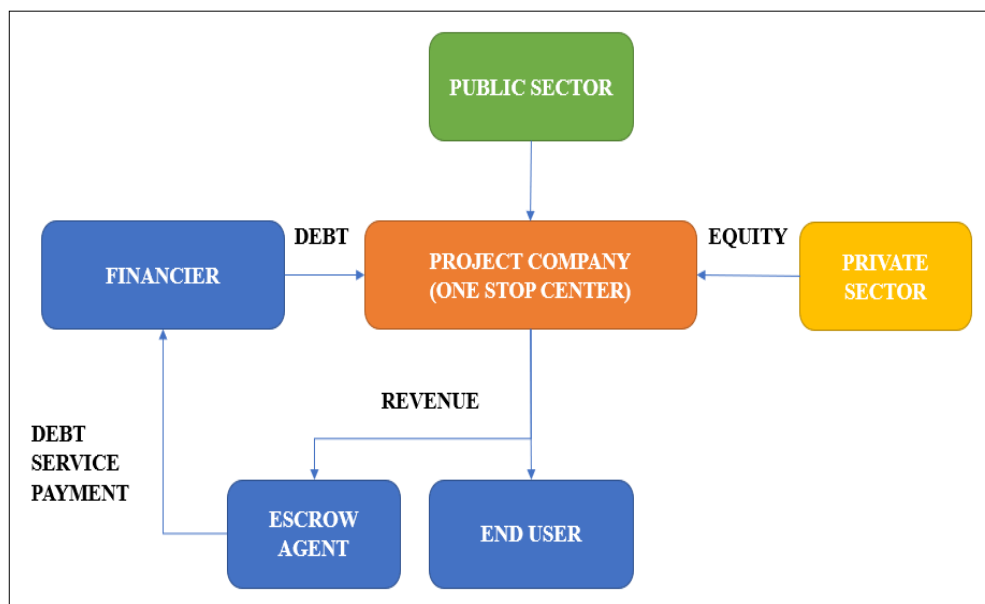 PUBLIC SECTOR
DEBT
EQUITY
FINANCIER
PROJECT COMPANY
(ONE STOP CENTER)
PRIVATE
SECTOR
REVENUE
DEBT
SERVICE
PAYMENT
ESCROW
AGENT
END USER